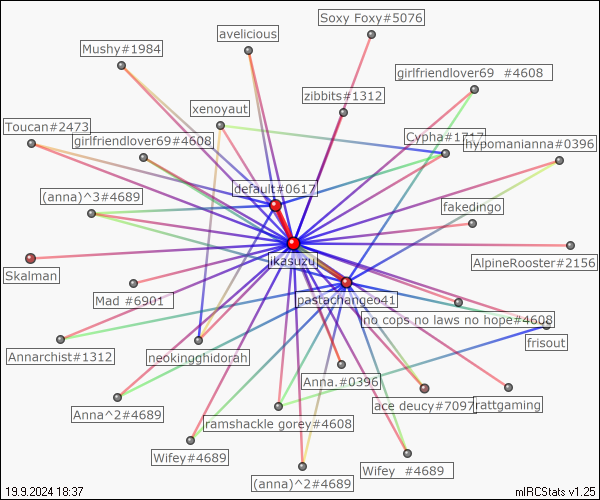 Soxy Foxy#5076
avelicious
Mushy#1984
girlfriendlover69 #4608
zibbits#1312
xenoyaut
Toucan#2473
girlfriendlover69#4608
Cypha#1717
hypomanianna#0396
default#0617
(anna)^3#4689
fakedingo
ikasuzu
AlpineRooster#2156
Skalman
Mad #6901
pastachangeo41
no cops no laws no hope#4608
frisout
Annarchist#1312
neokingghidorah
Anna.#0396
ace deucy#7097
rattgaming
Anna^2#4689
ramshackle gorey#4608
Wifey#4689
Wifey #4689
(anna)^2#4689
19.9.2024 18:37
mIRCStats v1.25